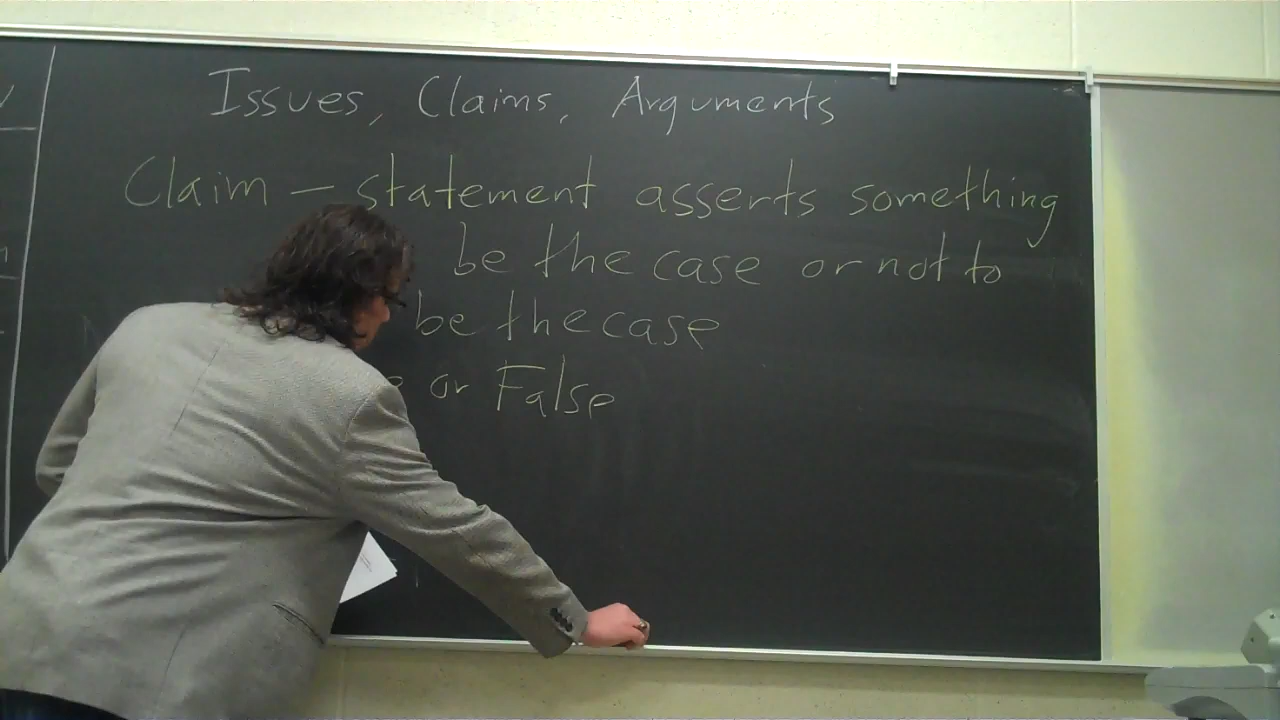 Issues, Claims, Arguments
Claim — statement asserts something
be the case or not to
be the case
or False